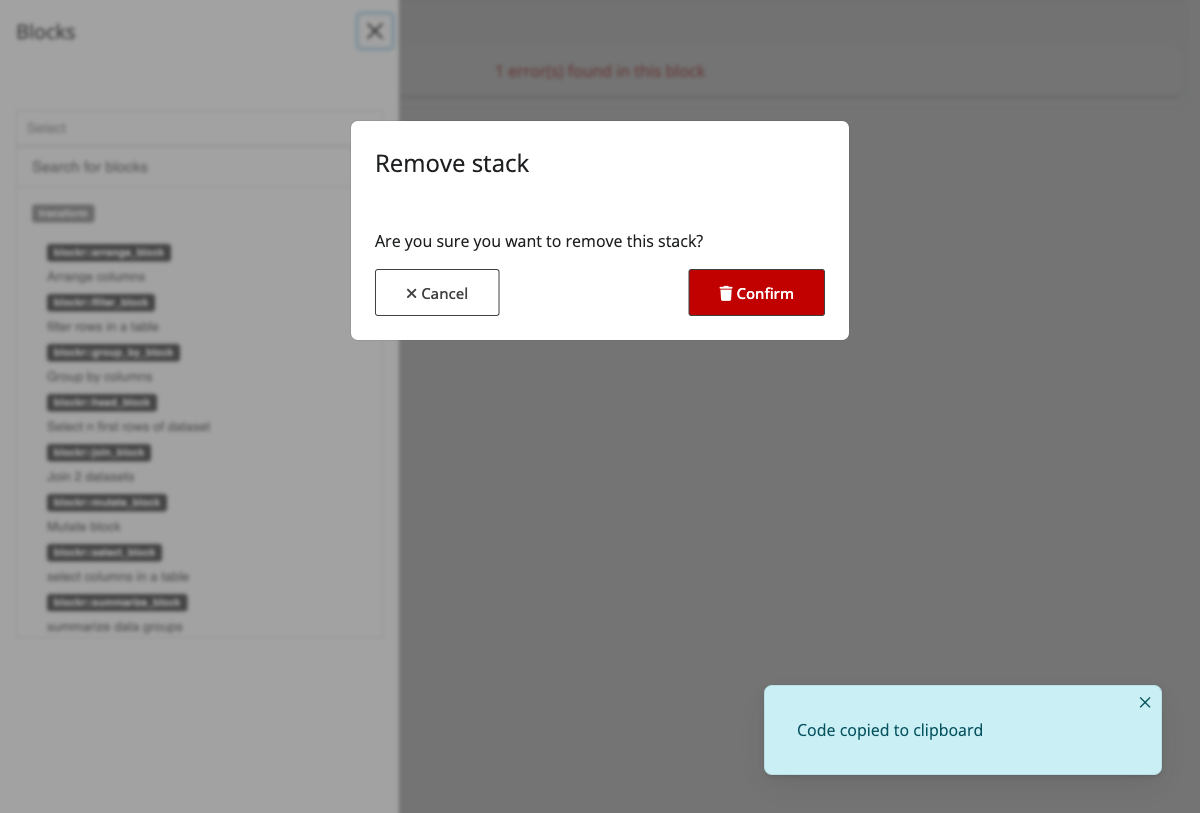 Blocks
1 error(s) found in this block
Select
Search for blocks
transform
blockr::arrange_block
Arrange columns
blockr::filter_block
filter rows in a table
blockr::group_by_block
Group by columns
blockr::head_block
Select n first rows of dataset
blockr::join_block
Join 2 datasets
blockr::mutate_block
Mutate block
blockr::select_block
select columns in a table
blockr::summarize_block
summarize data groups
Remove stack
Are you sure you want to remove this stack?
Cancel
Confirm
Code copied to clipboard